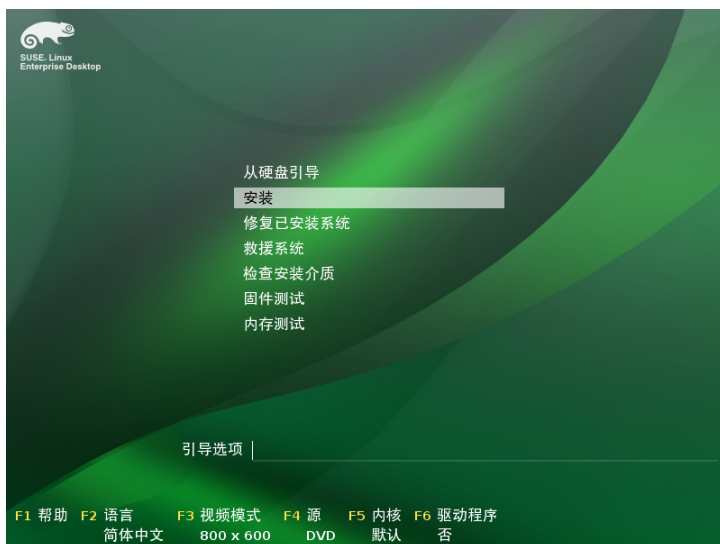 SUSE. Linux
Enterprise Desktop
从硬盘引导
安装
修复已安装系统
救援系统
检查安装介质
固件测试
内存测试
引导选项
F1 帮助 F2 语言 F3 视频模式 F4 源 F5 内核 F6 驱动程序
简体中文 800 x 600 DVD 默认 否